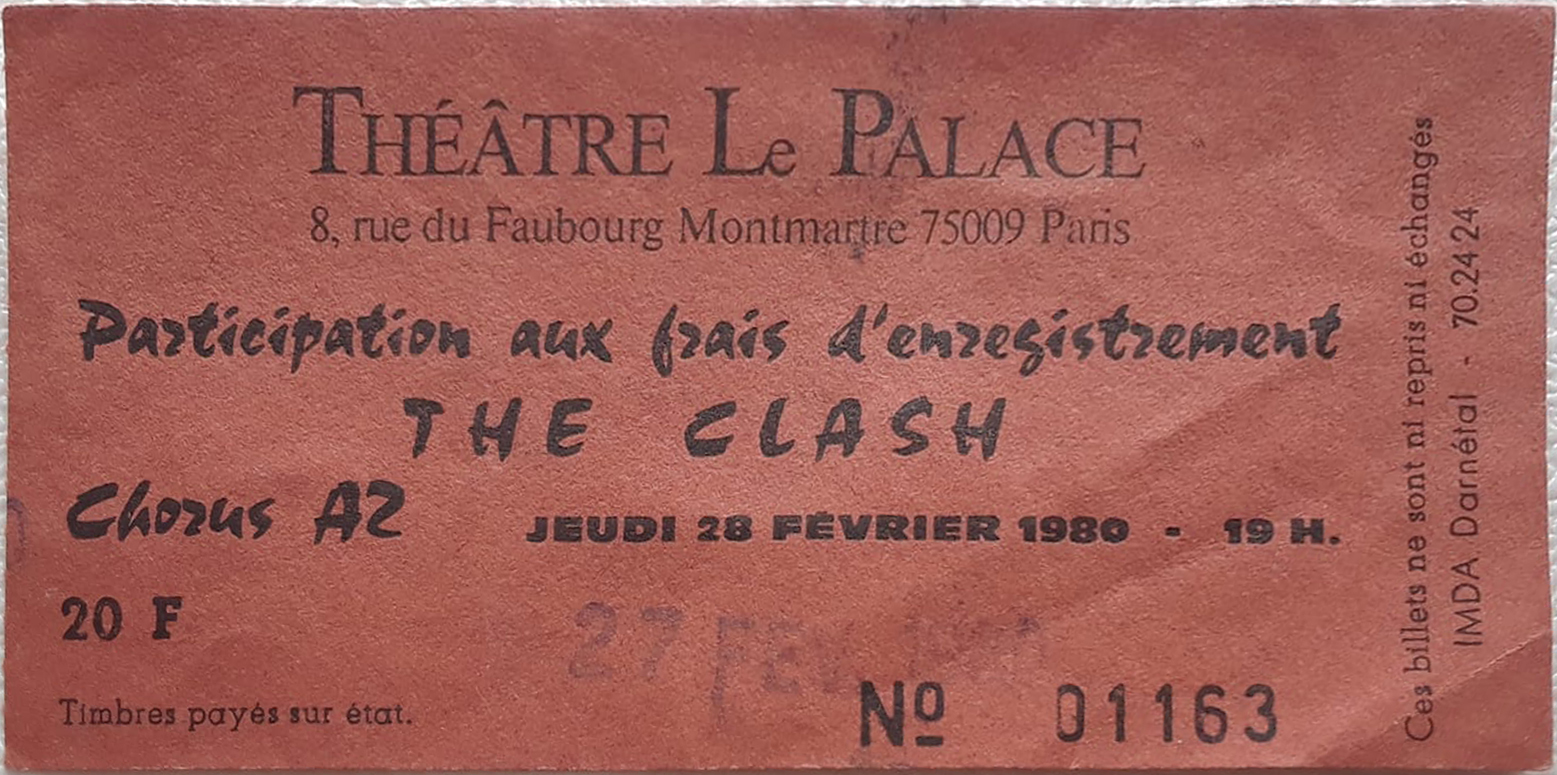 THÉÂTRE Le PALACE
8, rue du Faubourg Montmartre 75009 Paris
Participation aux frais d'enregistrement
THE CLASH
Chorus A2
JEUDI 28 FÉVRIER 1980 - 19 H.
20 F
27 FEV
Timbres payés sur état.
Nº 01163
Ces billets ne sont ni repris ni échangés
IMDA Darnétal - 70.24 24